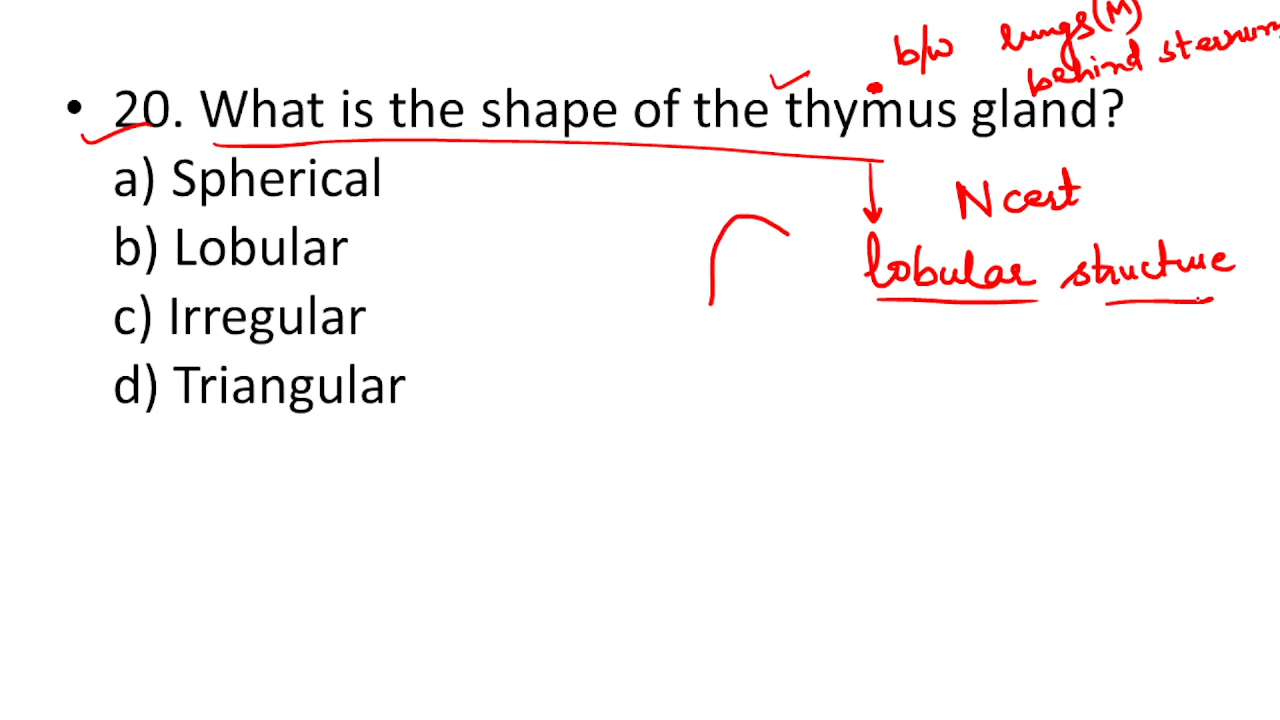 b/w lungs(M)
behind sternum
• 20. What is the shape of the thymus gland?
a) Spherical
Ncert
b) Lobular
lobular structure
c) Irregular
d) Triangular